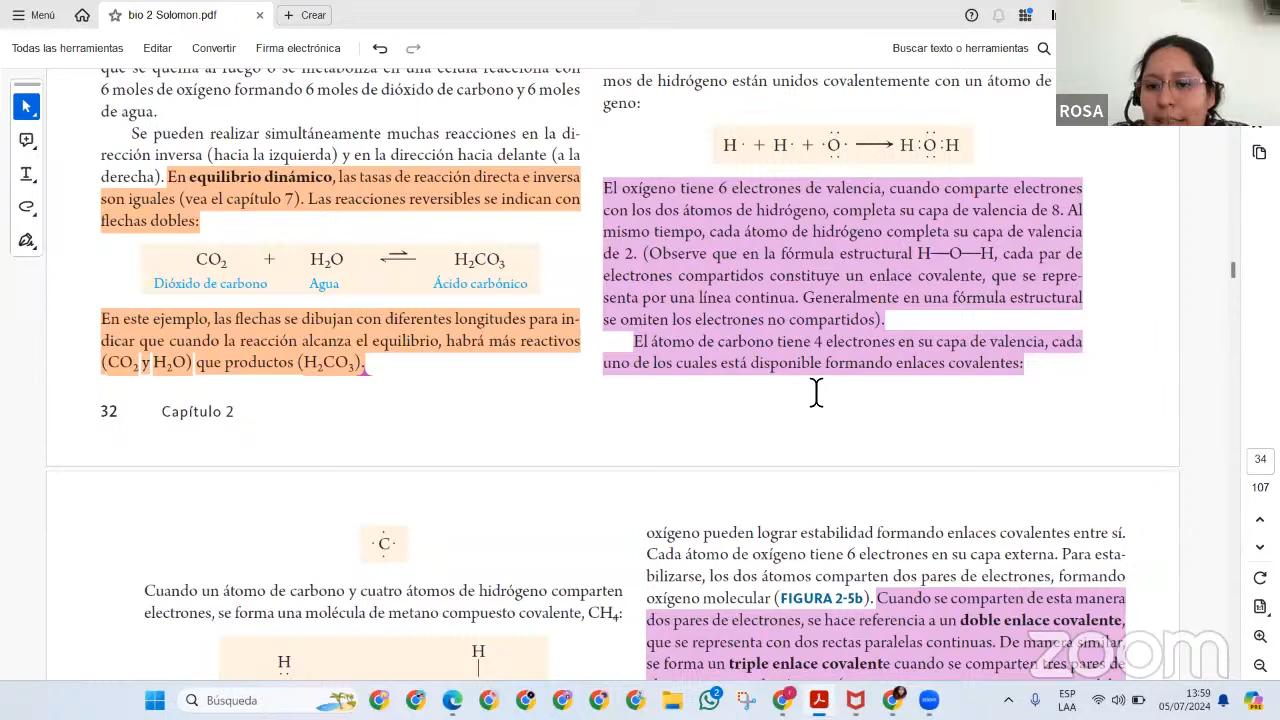 Menú
bio 2 Solomon.pdf
Crear
Todas las herramientas
Editar
Convertir
Firma electrónica
Buscar texto o herramientas
ROSA
que se quema al fuego o se metaboliza en una célula reacciona con
6 moles de oxígeno formando 6 moles de dióxido de carbono y 6 moles
de agua.
Se pueden realizar simultáneamente muchas reacciones en la di-
rección inversa (hacia la izquierda) y en la dirección hacia delante (a la
derecha). En equilibrio dinámico, las tasas de reacción directa e inversa
son iguales (vea el capítulo 7). Las reacciones reversibles se indican con
flechas dobles:
CO₂ + H₂O ⇌ H₂CO₃
Dióxido de carbono Agua Ácido carbónico
En este ejemplo, las flechas se dibujan con diferentes longitudes para in-
dicar que cuando la reacción alcanza el equilibrio, habrá más reactivos
(CO₂ y H₂O) que productos (H₂CO₃).
32 Capítulo 2
mos de hidrógeno están unidos covalentemente con un átomo de
geno:
H· + H· + ·Ö· ⟶ H:Ö:H
El oxígeno tiene 6 electrones de valencia, cuando comparte electrones
con los dos átomos de hidrógeno, completa su capa de valencia de 8. Al
mismo tiempo, cada átomo de hidrógeno completa su capa de valencia
de 2. (Observe que en la fórmula estructural H—O—H, cada par de
electrones compartidos constituye un enlace covalente, que se repre-
senta por una línea continua. Generalmente en una fórmula estructural
se omiten los electrones no compartidos).
El átomo de carbono tiene 4 electrones en su capa de valencia, cada
uno de los cuales está disponible formando enlaces covalentes:
34
107
·C·
Cuando un átomo de carbono y cuatro átomos de hidrógeno comparten
electrones, se forma una molécula de metano compuesto covalente, CH₄:
H
H
oxígeno pueden lograr estabilidad formando enlaces covalentes entre sí.
Cada átomo de oxígeno tiene 6 electrones en su capa externa. Para esta-
bilizarse, los dos átomos comparten dos pares de electrones, formando
oxígeno molecular (FIGURA 2-5b). Cuando se comparten de esta manera
dos pares de electrones, se hace referencia a un doble enlace covalente,
que se representa con dos rectas paralelas continuas. De manera similar,
se forma un triple enlace covalente cuando se comparten tres pares de
zoom
Búsqueda
2
ESP
LAA
13:59
05/07/2024